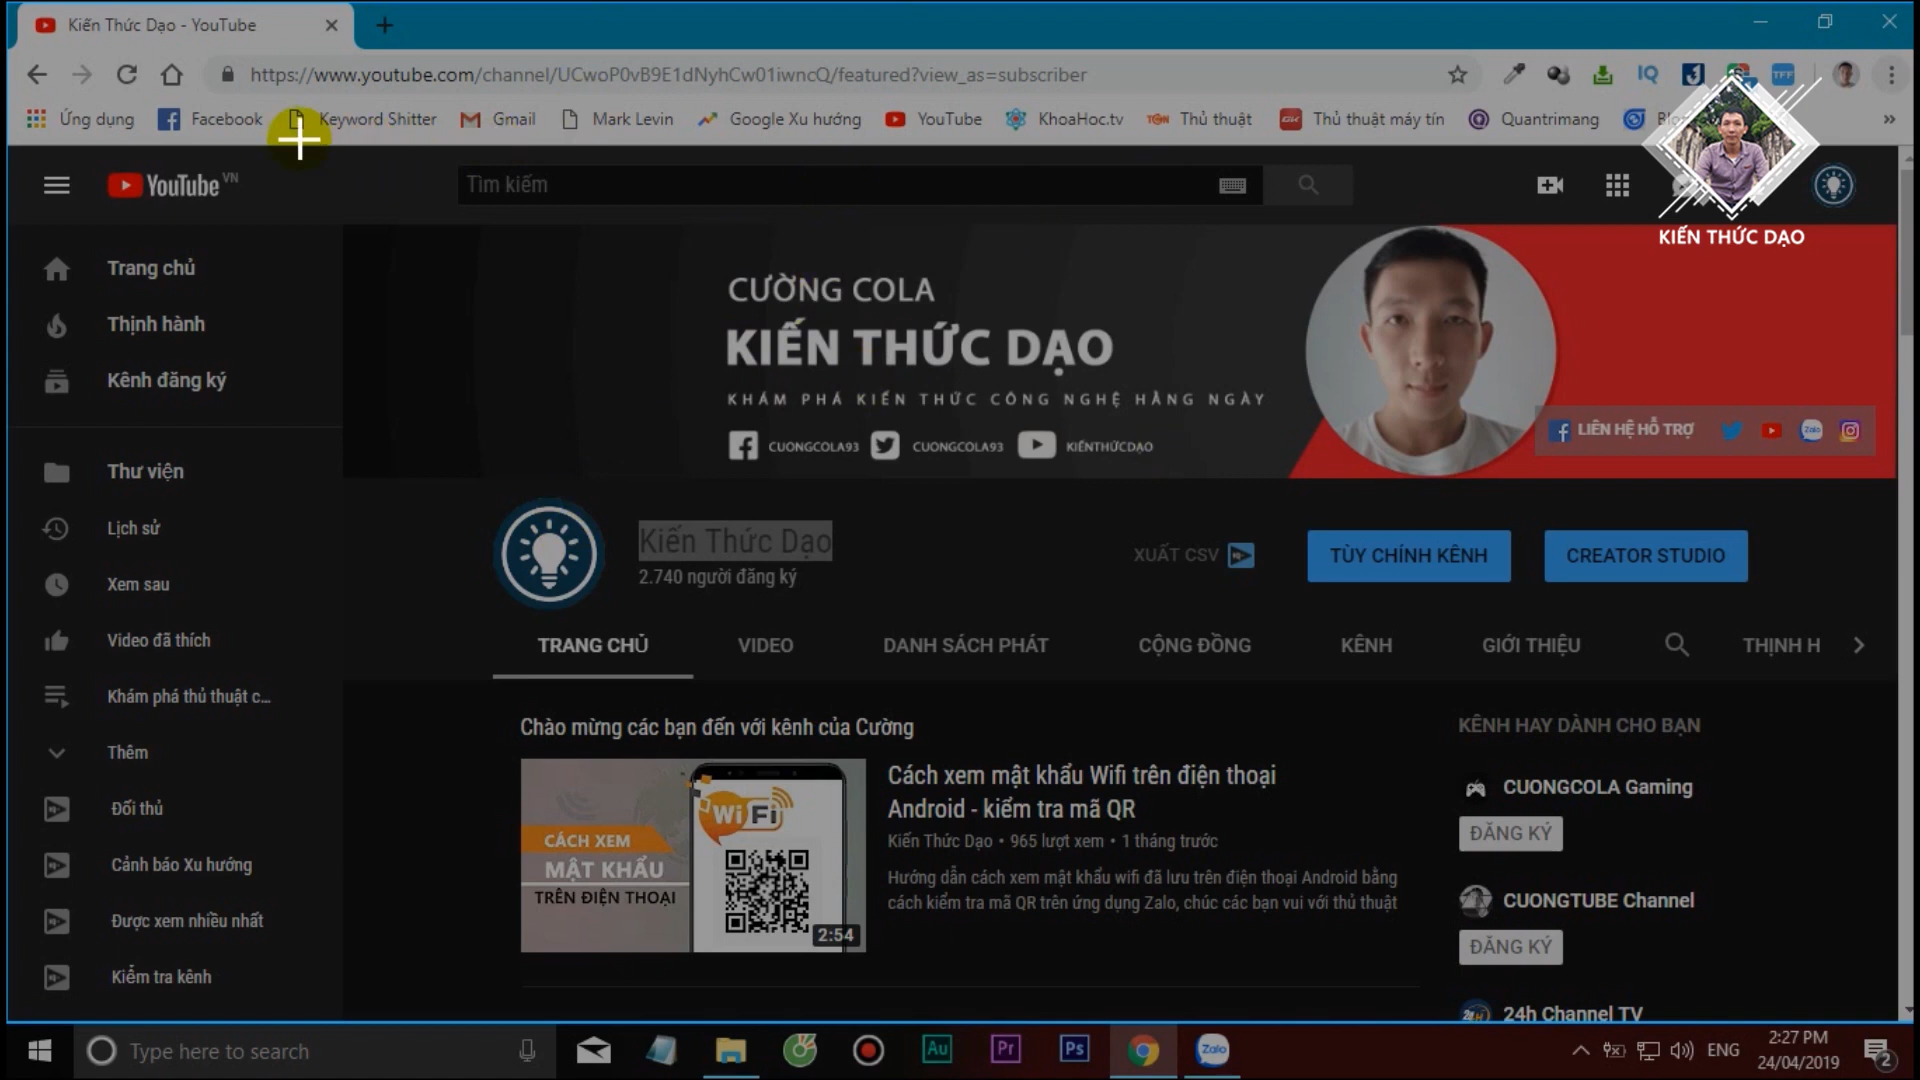 Kiến Thức Dạo - YouTube
https://www.youtube.com/channel/UCwoP0vB9E1dNyhCw01iwncQ/featured?view_as=subscriber
Ứng dụng Facebook Keyword Shitter Gmail Mark Levin Google Xu hướng YouTube KhoaHoc.tv Thủ thuật Thủ thuật máy tín Quantrimang
KIẾN THỨC DẠO
YouTube VN
Tìm kiếm
Trang chủ
Thịnh hành
Kênh đăng ký
Thư viện
Lịch sử
Xem sau
Video đã thích
Khám phá thủ thuật c...
Thêm
Đối thủ
Cảnh báo Xu hướng
Được xem nhiều nhất
Kiểm tra kênh
CƯỜNG COLA
KIẾN THỨC DẠO
KHÁM PHÁ KIẾN THỨC CÔNG NGHỆ HÀNG NGÀY
CUONGCOLA93 CUONGCOLA93 KIẾNTHỨCDẠO
LIÊN HỆ HỖ TRỢ
Zalo
Kiến Thức Dạo
2.740 người đăng ký
XUẤT CSV
TÙY CHỈNH KÊNH
CREATOR STUDIO
TRANG CHỦ VIDEO DANH SÁCH PHÁT CỘNG ĐỒNG KÊNH GIỚI THIỆU THỊNH H
Chào mừng các bạn đến với kênh của Cường
WiFi
CÁCH XEM
MẬT KHẨU
TRÊN ĐIỆN THOẠI
2:54
Cách xem mật khẩu Wifi trên điện thoại
Android - kiểm tra mã QR
Kiến Thức Dạo • 965 lượt xem • 1 tháng trước
Hướng dẫn cách xem mật khẩu wifi đã lưu trên điện thoại Android bằng
cách kiểm tra mã QR trên ứng dụng Zalo, chúc các bạn vui với thủ thuật
KÊNH HAY DÀNH CHO BẠN
CUONGCOLA Gaming
ĐĂNG KÝ
CUONGTUBE Channel
ĐĂNG KÝ
24h Channel TV
Type here to search
Au
Pr
Ps
Zalo
ENG
2:27 PM
24/04/2019
2